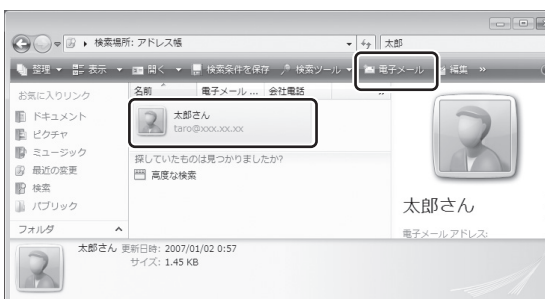 検索場所: アドレス帳
太郎
整理 表示 開く 検索条件を保存 検索ツール 電子メール 編集 »
お気に入りリンク
ドキュメント
ピクチャ
ミュージック
最近の変更
検索
パブリック
フォルダ
名前 電子メール ... 会社電話 »
太郎さん
taro@xxx.xx.xx
探していたものは見つかりましたか?
高度な検索
太郎さん
電子メール アドレス:
太郎さん 更新日時: 2007/01/02 0:57
サイズ: 1.45 KB